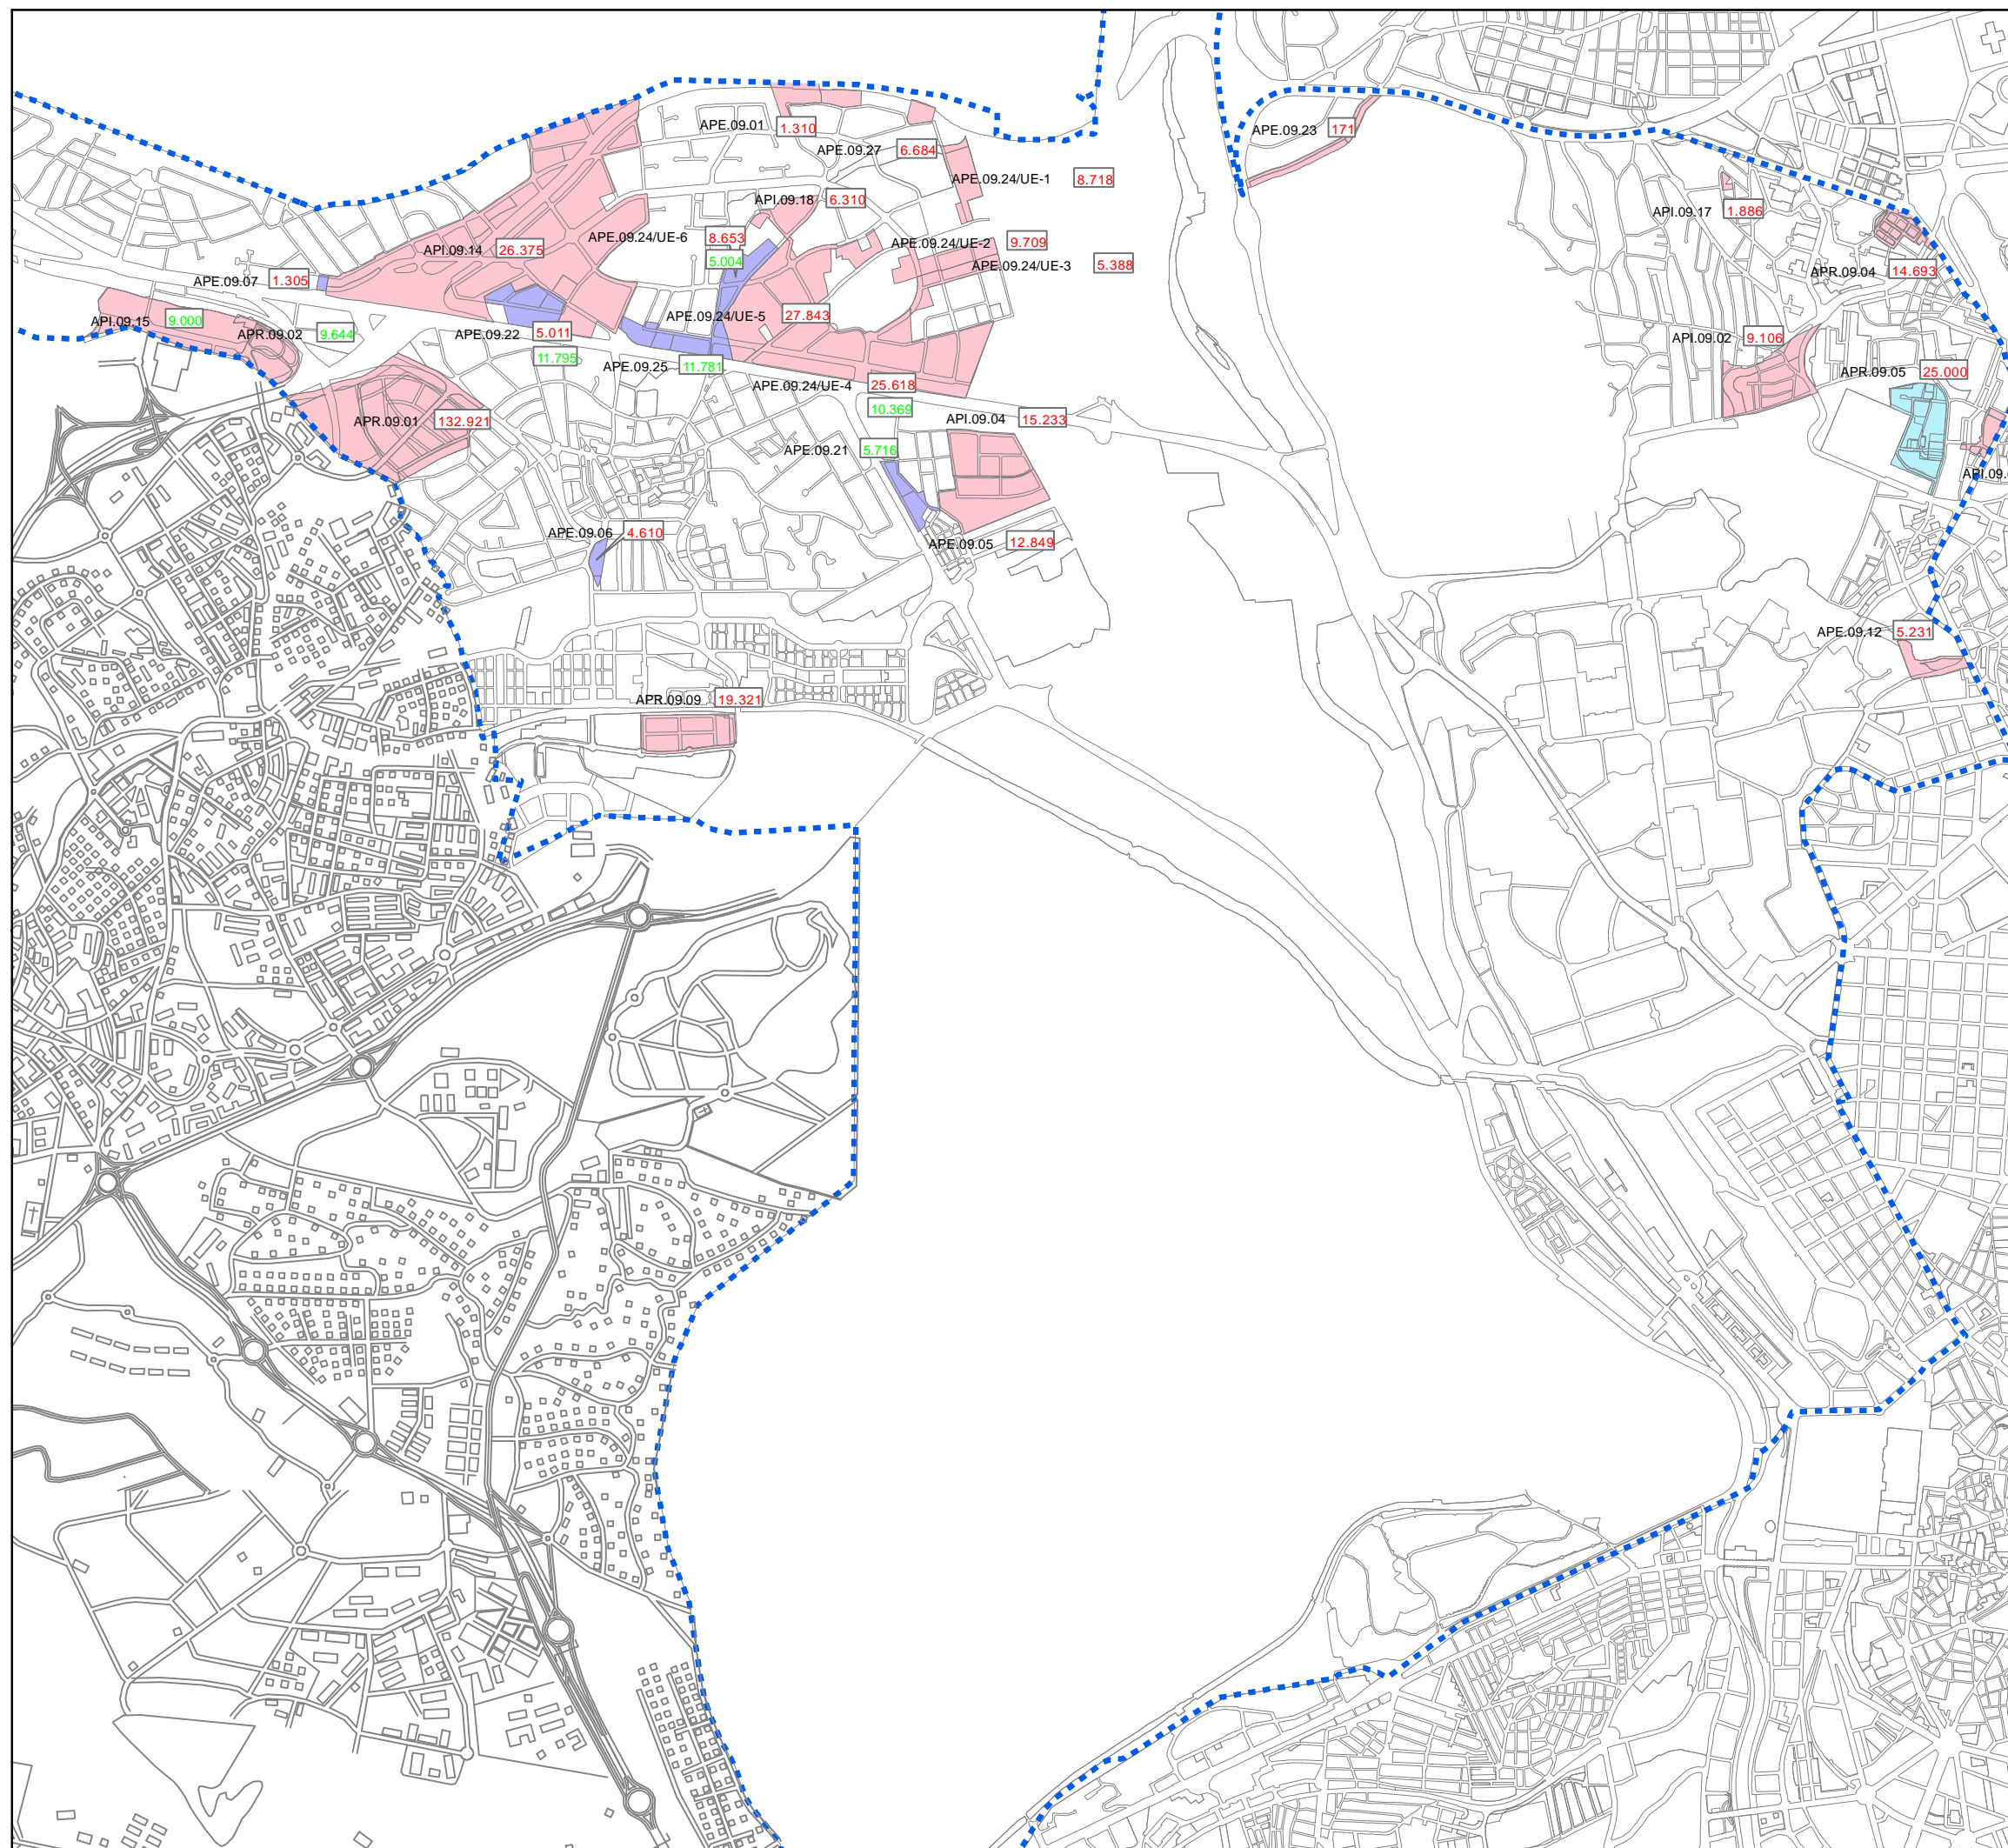 APE.09.01 1.310
APE.09.27 6.684
APE.09.23 171
APE.09.24/UE-1 8.718
API.09.18 6.310
API.09.17 1.886
APE.09.24/UE-6 8.653
5.004
API.09.14 26.375
APE.09.24/UE-2 9.709
APE.09.24/UE-3 5.388
APR.09.04 14.693
APE.09.07 1.305
API.09.15 9.000
APR.09.02 9.644
APE.09.24/UE-5 27.843
APE.09.22 5.011
11.795
API.09.02 9.106
APE.09.25 11.781
APR.09.05 25.000
APE.09.24/UE-4 25.618
10.369
APR.09.01 132.921
API.09.04 15.233
APE.09.21 5.716
API.09.
APE.09.06 4.610
APE.09.05 12.849
APE.09.12 5.231
APR.09.09 19.321